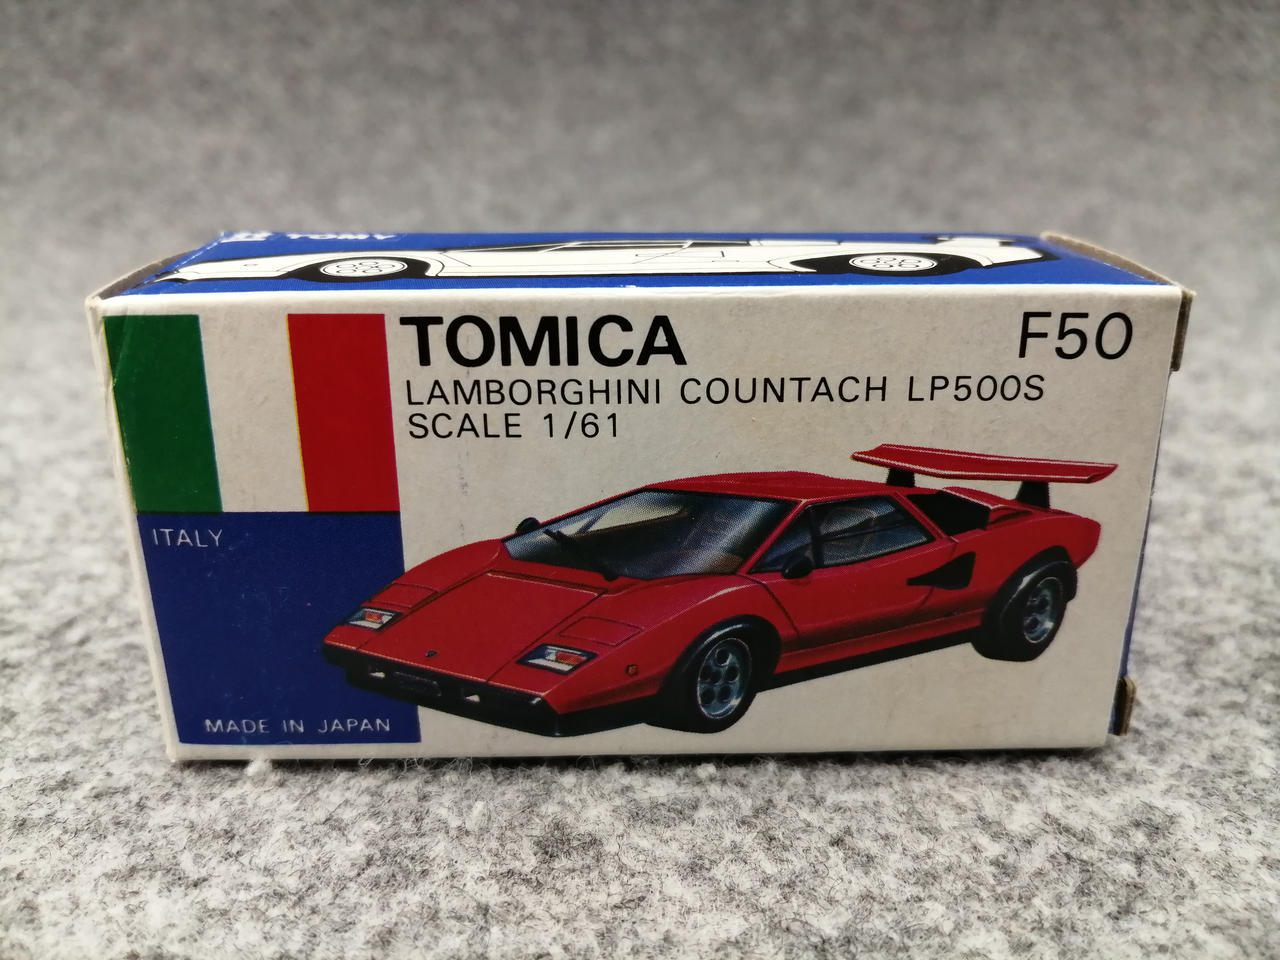 TOMY
TOMICA
F50
LAMBORGHINI COUNTACH LP500S
SCALE 1/61
ITALY
MADE IN JAPAN